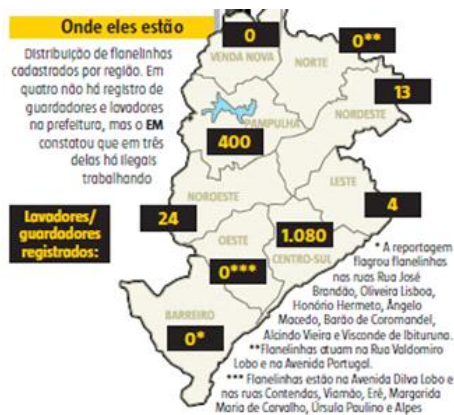 Onde eles estão
Distribuição de flanelinhas
cadastrados por região. Em
quatro não há registro de
guardadores e lavadores
na prefeitura, mas o EM
constatou que em três
delas há ilegais
trabalhando
0
VENDA NOVA
0**
NORTE
13
NORDESTE
PAMPULHA
400
LESTE
4
NOROESTE
24
Lavadores/
guardadores
registrados:
OESTE
0***
1.080
CENTRO-SUL
BARREIRO
0*
* A reportagem
flagrou flanelinhas
nas ruas Rua José
Brandão, Oliveira Lisboa,
Honório Hermeto, Ângelo
Macedo, Barão de Coromandel,
Alcindo Vieira e Visconde de Ibituruna.
**Flanelinhas atuam na Rua Valdomiro
Lobo e na Avenida Portugal.
*** Flanelinhas estão na Avenida Dilva Lobo e
nas ruas Contendas, Viamão, Erê, Margarida
Maria de Carvalho, Úrsula Paulino e Alpes